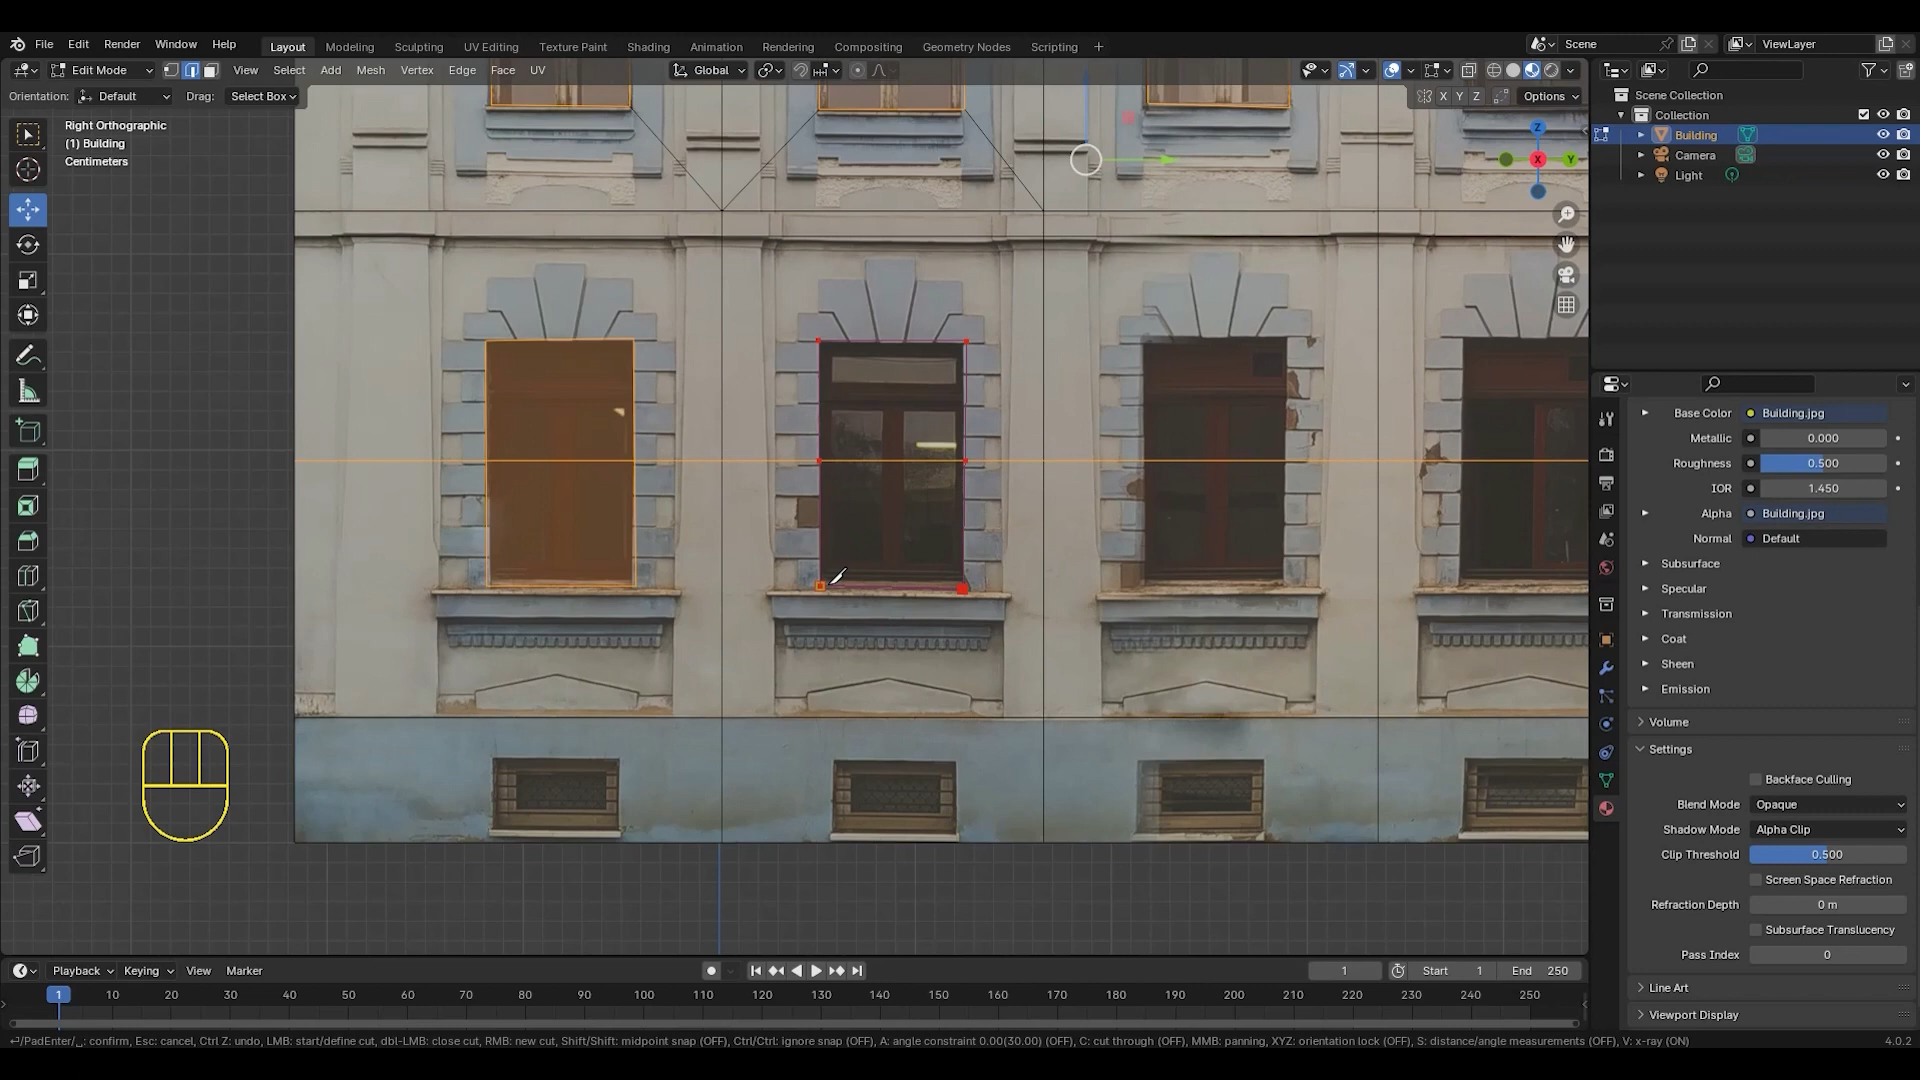 File Edit Render Window Help Layout Modeling Sculpting UV Editing Texture Paint Shading Animation Rendering Compositing Geometry Nodes Scripting + Scene ViewLayer
Edit Mode View Select Add Mesh Vertex Edge Face UV Global
Orientation: Default Drag: Select Box X Y Z Options
Right Orthographic
(1) Building
Centimeters
Z
X
Y
Scene Collection
Collection
Building
Camera
Light
Base Color Building.jpg
Metallic 0.000
Roughness 0.500
IOR 1.450
Alpha Building.jpg
Normal Default
Subsurface
Specular
Transmission
Coat
Sheen
Emission
Volume
Settings
Backface Culling
Blend Mode Opaque
Shadow Mode Alpha Clip
Clip Threshold 0.500
Screen Space Refraction
Refraction Depth 0 m
Subsurface Translucency
Pass Index 0
Line Art
Viewport Display
Playback Keying View Marker 1 Start 1 End 250
1 10 20 30 40 50 60 70 80 90 100 110 120 130 140 150 160 170 180 190 200 210 220 230 240 250
⏎/PadEnter/␣: confirm, Esc: cancel, Ctrl Z: undo, LMB: start/define cut, dbl-LMB: close cut, RMB: new cut, Shift/Shift: midpoint snap (OFF), Ctrl/Ctrl: ignore snap (OFF), A: angle constraint 0.00(30.00) (OFF), C: cut through (OFF), MMB: panning, XYZ: orientation lock (OFF), S: distance/angle measurements (OFF), V: x-ray (ON) 4.0.2